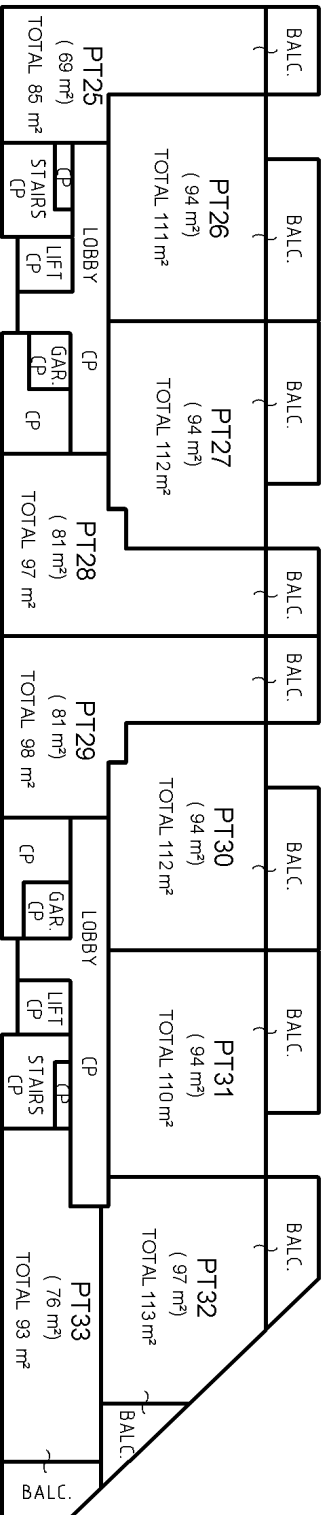 BALC.
PT25
( 69 m²)
TOTAL 85 m²
BALC.
PT26
( 94 m²)
TOTAL 111 m²
CP
STAIRS
CP
LOBBY
LIFT
CP
BALC.
PT27
( 94 m²)
TOTAL 112 m²
CP
GAR.
CP
CP
BALC.
PT28
( 81 m²)
TOTAL 97 m²
BALC.
PT29
( 81 m²)
TOTAL 98 m²
BALC.
PT30
( 94 m²)
TOTAL 112 m²
CP
GAR.
CP
LOBBY
LIFT
CP
BALC.
PT31
( 94 m²)
TOTAL 110 m²
CP
CP
STAIRS
CP
BALC.
PT32
( 97 m²)
TOTAL 113 m²
BALC.
PT33
( 76 m²)
TOTAL 93 m²
BALC.